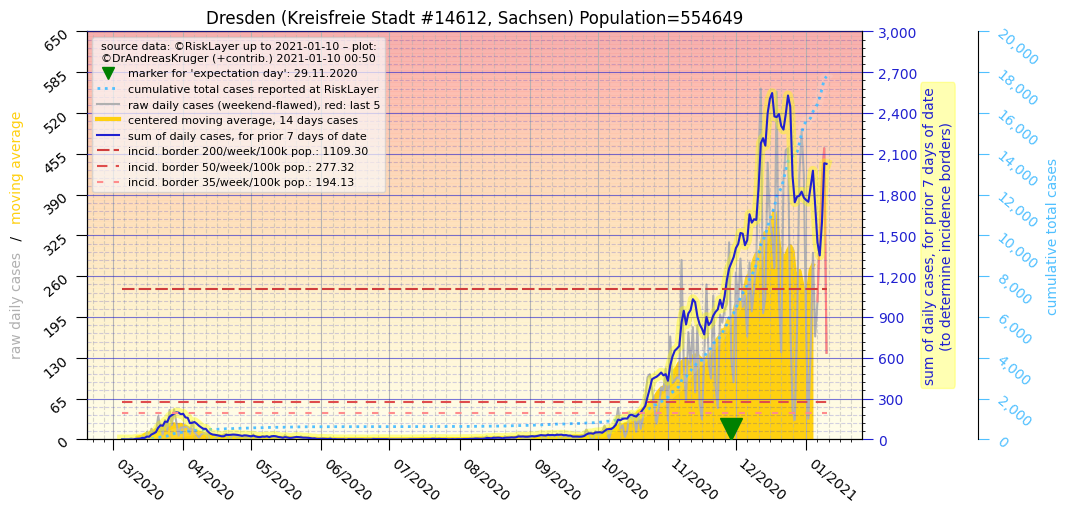 Dresden (Kreisfreie Stadt #14612, Sachsen) Population=554649
source data: ©RiskLayer up to 2021-01-10 – plot:
©DrAndreasKruger (+contrib.) 2021-01-10 00:50
marker for 'expectation day': 29.11.2020
cumulative total cases reported at RiskLayer
raw daily cases (weekend-flawed), red: last 5
centered moving average, 14 days cases
sum of daily cases, for prior 7 days of date
incid. border 200/week/100k pop.: 1109.30
incid. border 50/week/100k pop.: 277.32
incid. border 35/week/100k pop.: 194.13
raw daily cases / moving average
650
585
520
455
390
325
260
195
130
65
0
03/2020
04/2020
05/2020
06/2020
07/2020
08/2020
09/2020
10/2020
11/2020
12/2020
01/2021
3,000
2,700
2,400
2,100
1,800
1,500
1,200
900
600
300
0
sum of daily cases, for prior 7 days of date
(to determine incidence borders)
20,000
18,000
16,000
14,000
12,000
10,000
8,000
6,000
4,000
2,000
0
cumulative total cases